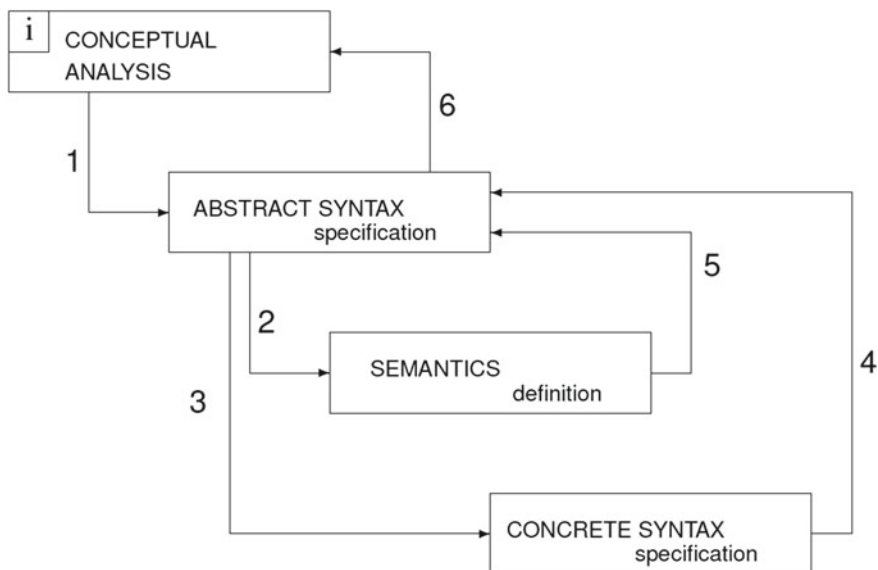 i
CONCEPTUAL
ANALYSIS
6
1
ABSTRACT SYNTAX
specification
5
2
SEMANTICS
definition
4
3
CONCRETE SYNTAX
specification